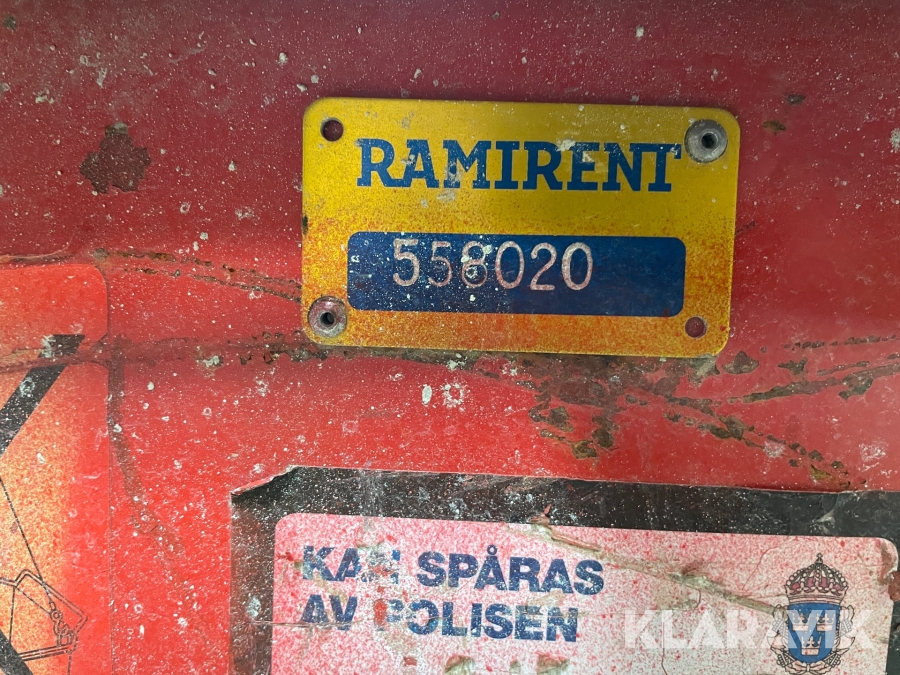 RAMIRENT
558020
KAN SPÅRAS
AV POLISEN
KLARAVIK